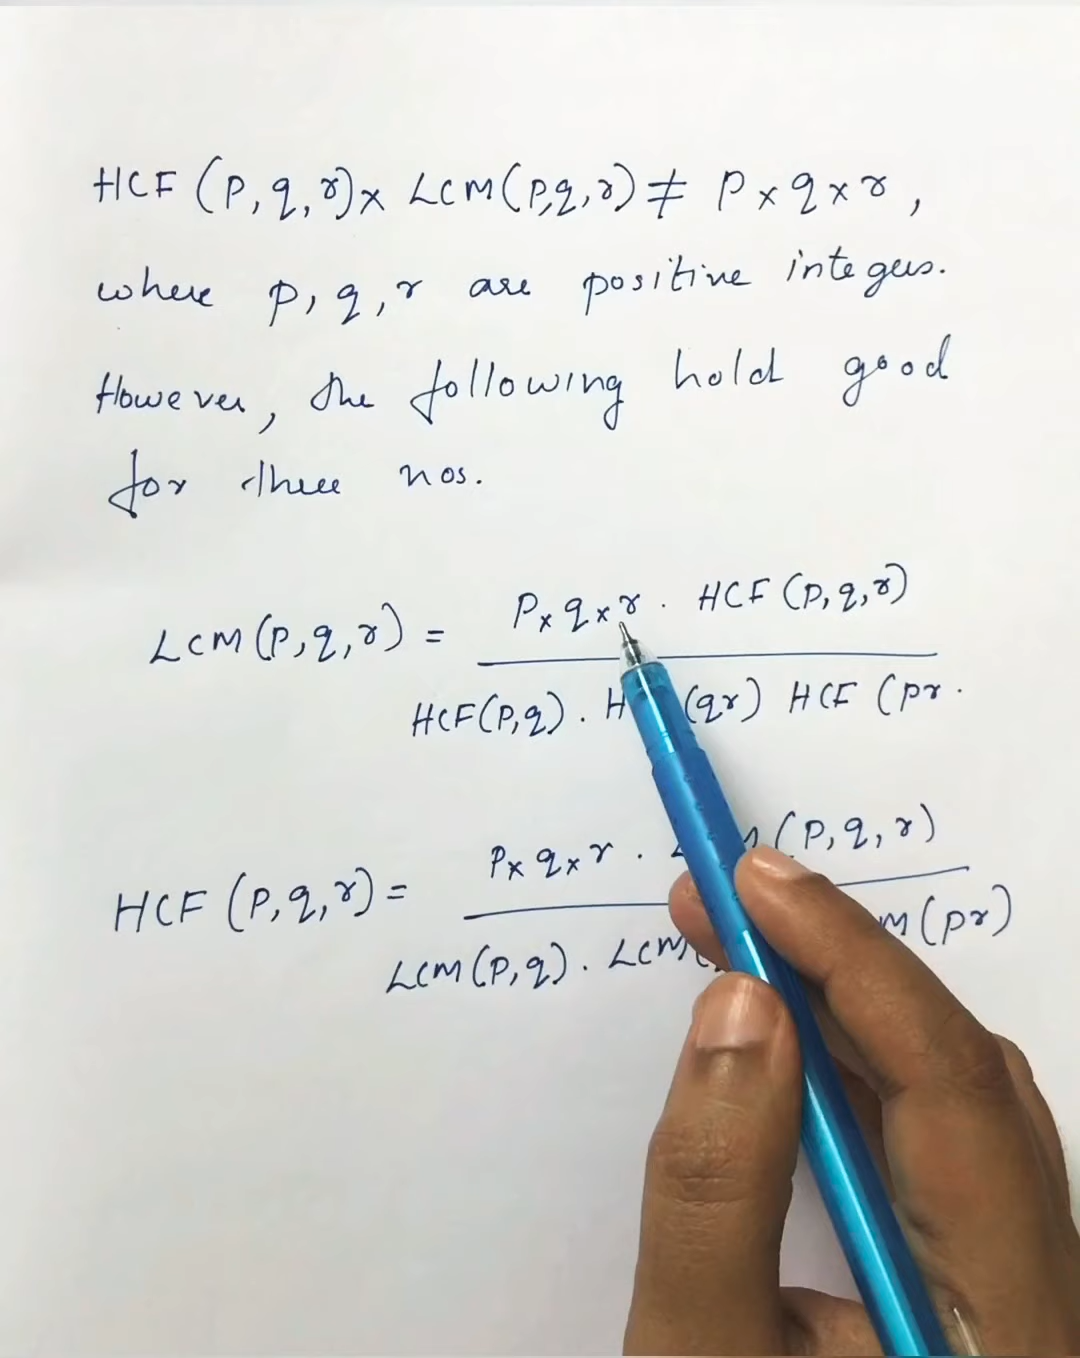 HCF (P, q, r) x LCM (P,q, r) ≠ P x q x r,
where p, q, r are positive integers.
However, the following hold good
for three nos.
LCM (P, q, r) = P x q x r . HCF (P, q, r)
HCF (P, q) . H (qr) HCF (pr .
HCF (P, q, r) = P x q x r . (P, q, r)
LCM (P, q) . LCM M (pr)